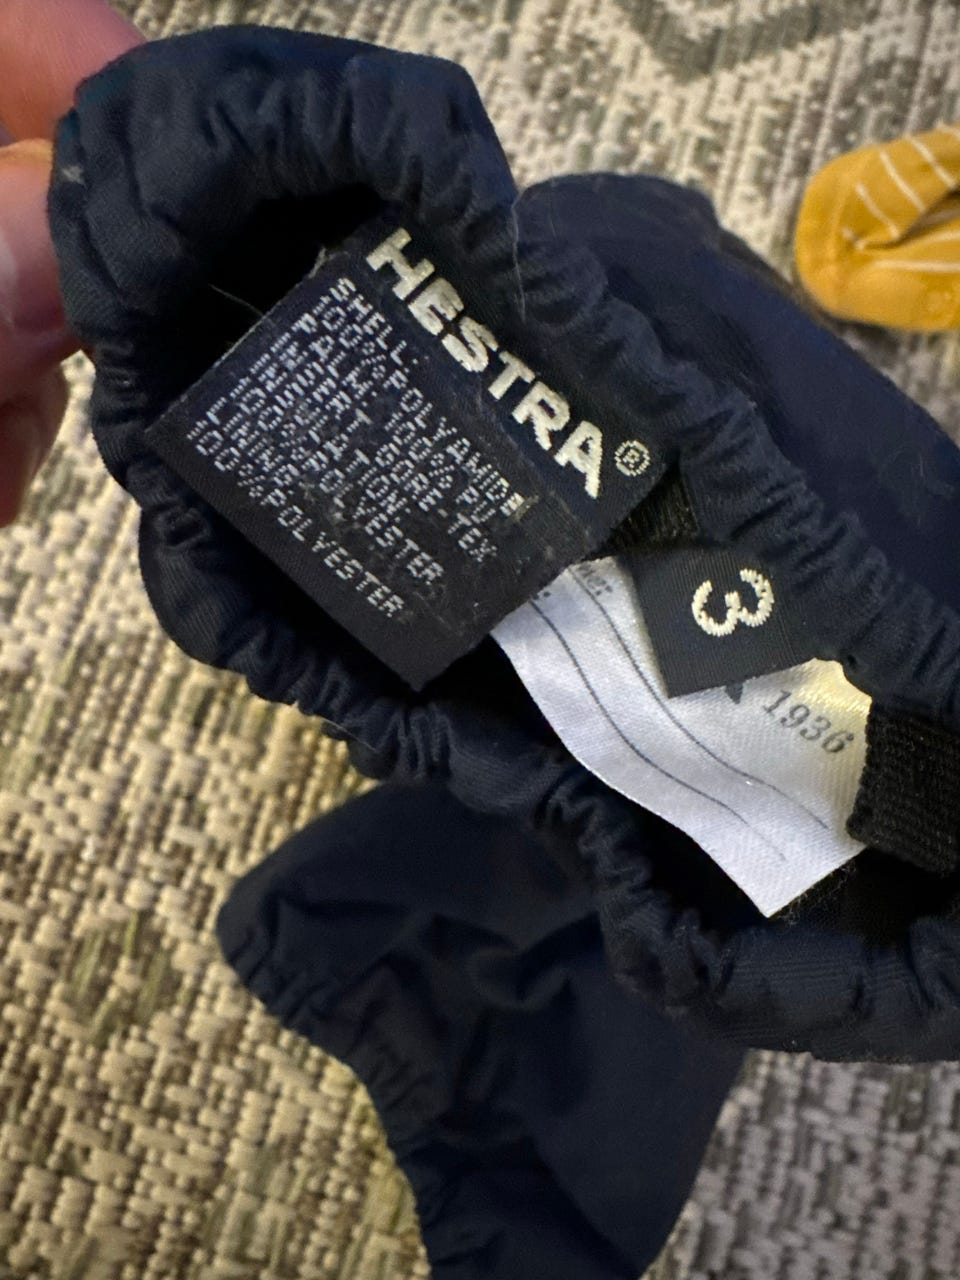 HESTRA®
SHELL:
100% POLYAMIDE
PALM 100% PU
INSERT GORE-TEX
INSULATION
100% POLYESTER
LINING
100% POLYESTER
3
1936